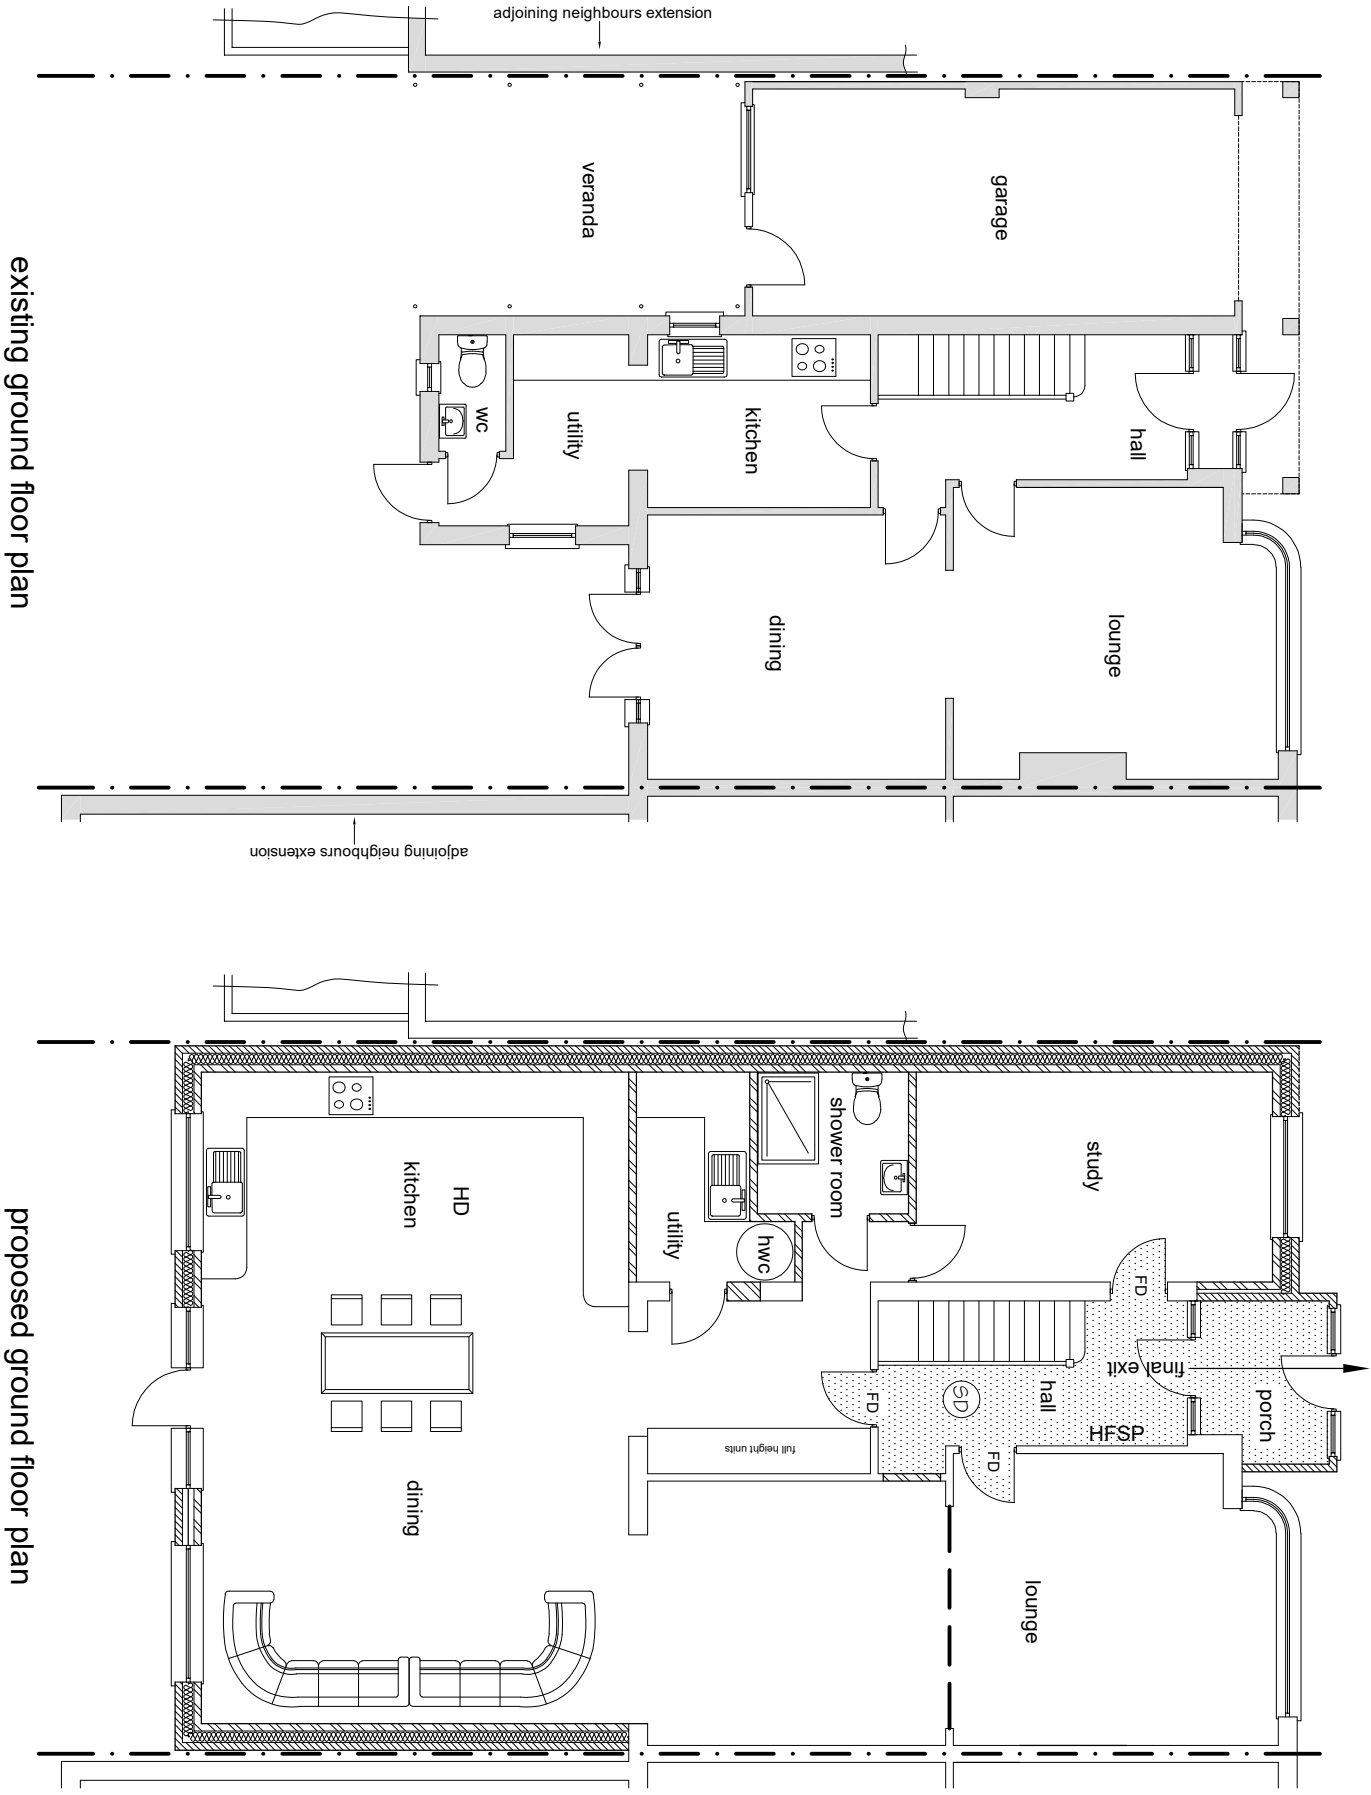 adjoining neighbours extension
veranda
garage
wc
utility
kitchen
hall
dining
lounge
adjoining neighbours extension
existing ground floor plan
kitchen
HD
utility
hwc
shower room
study
FD
final exit
porch
hall
SD
FD
HFSP
FD
full height units
dining
lounge
proposed ground floor plan